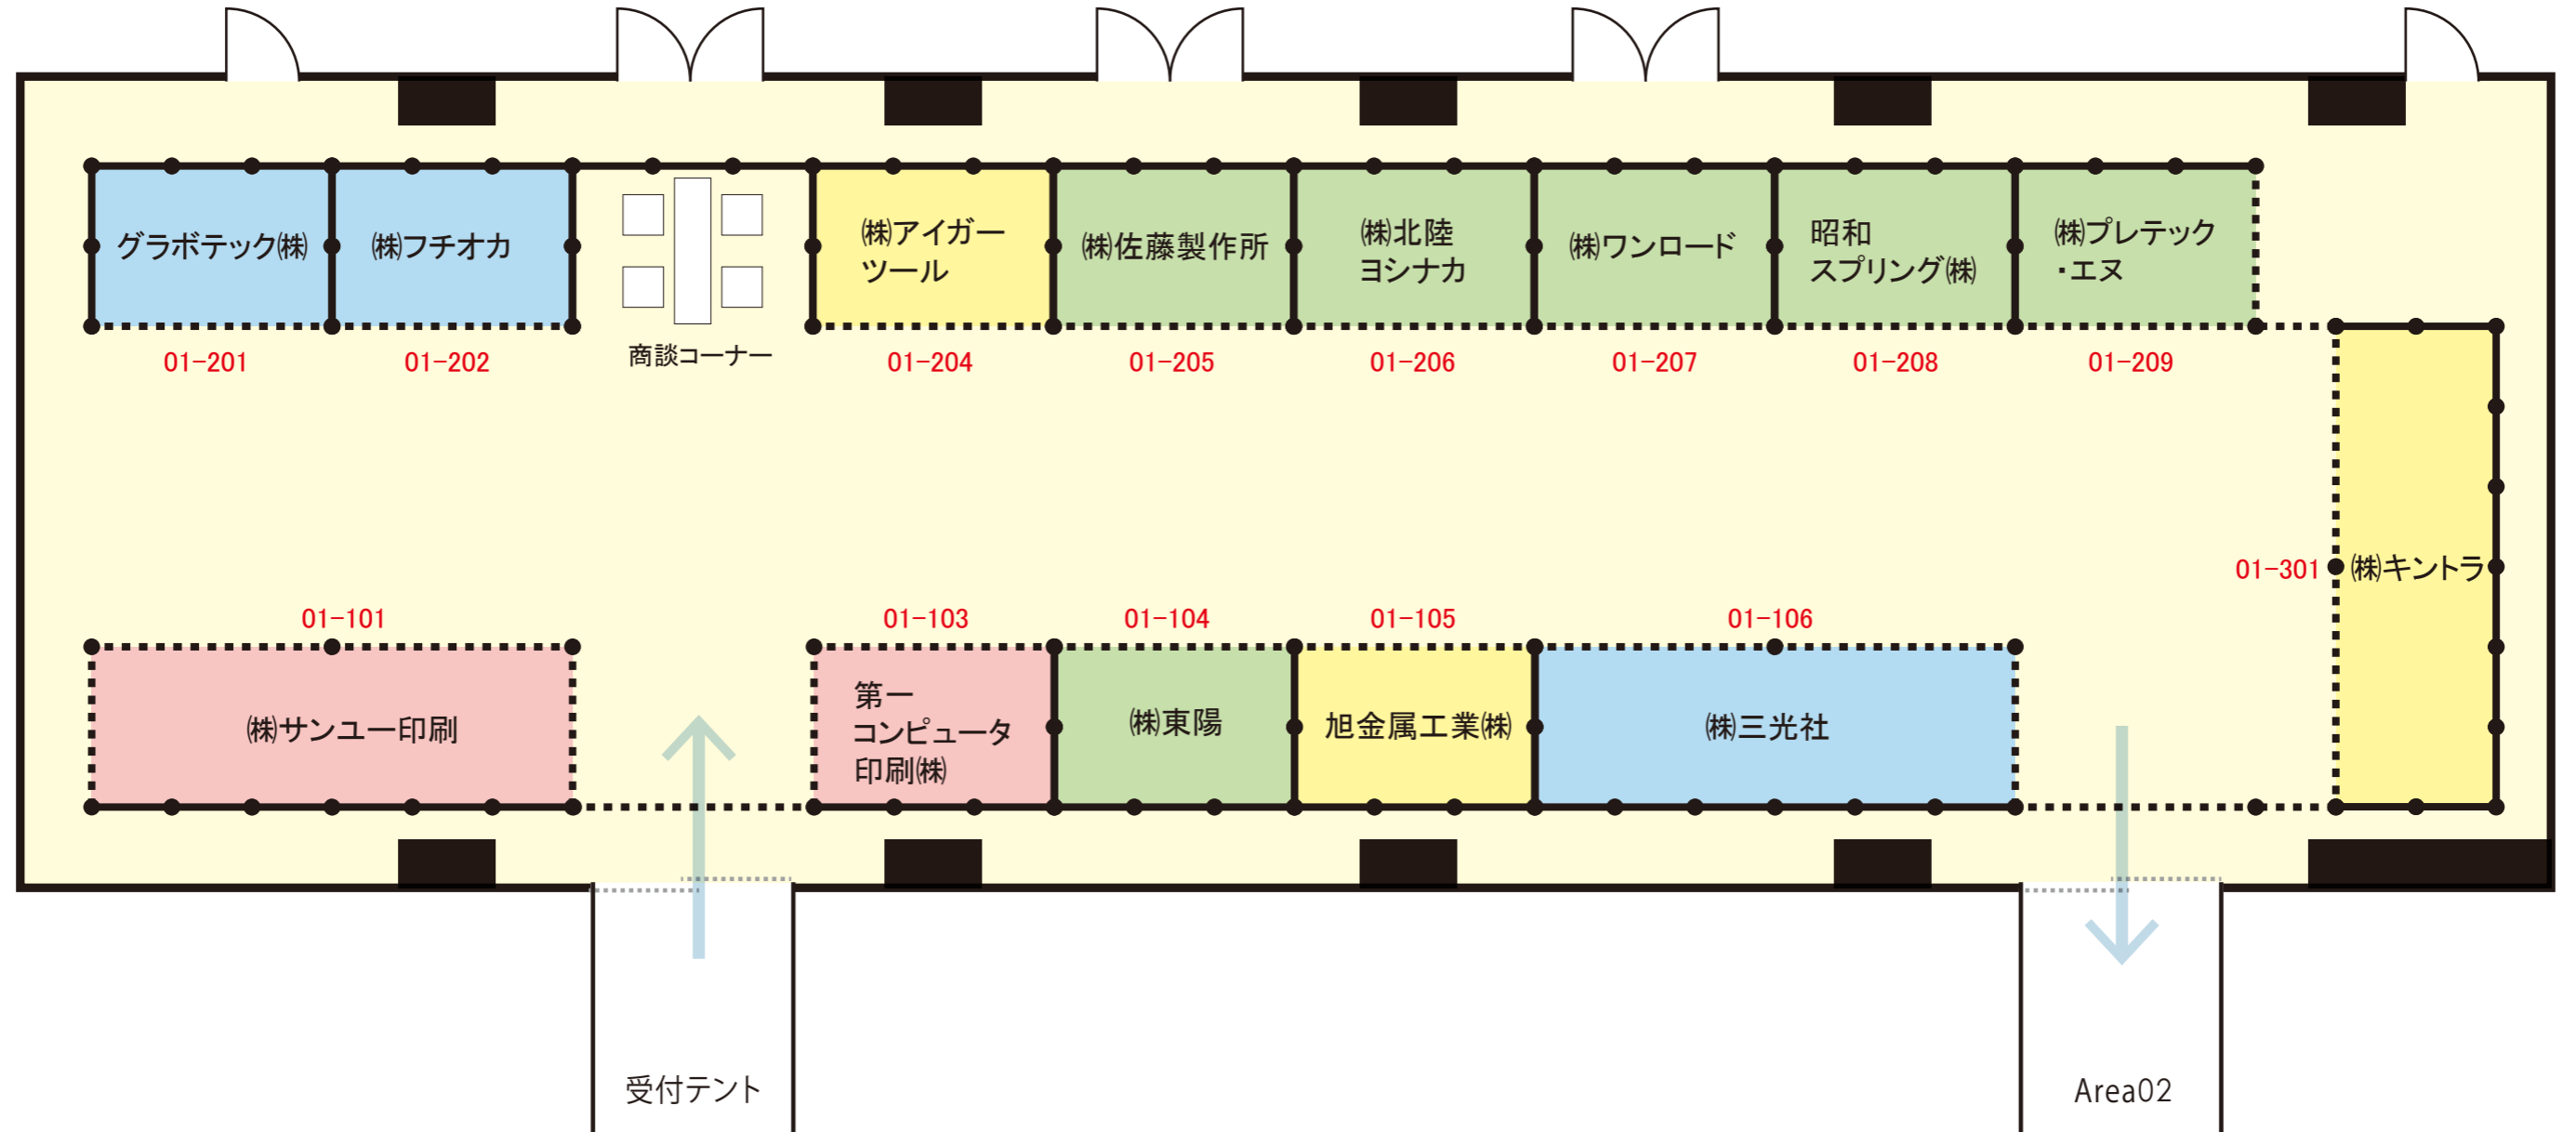 グラボテック㈱
㈱フチオカ
㈱アイガー
ツール
㈱佐藤製作所
㈱北陸
ヨシナカ
㈱ワンロード
昭和
スプリング㈱
㈱プレテック
・エヌ
01-201
01-202
商談コーナー
01-204
01-205
01-206
01-207
01-208
01-209
01-301
㈱キントラ
01-101
01-103
01-104
01-105
01-106
㈱サンユー印刷
第一
コンピュータ
印刷㈱
㈱東陽
旭金属工業㈱
㈱三光社
受付テント
Area02